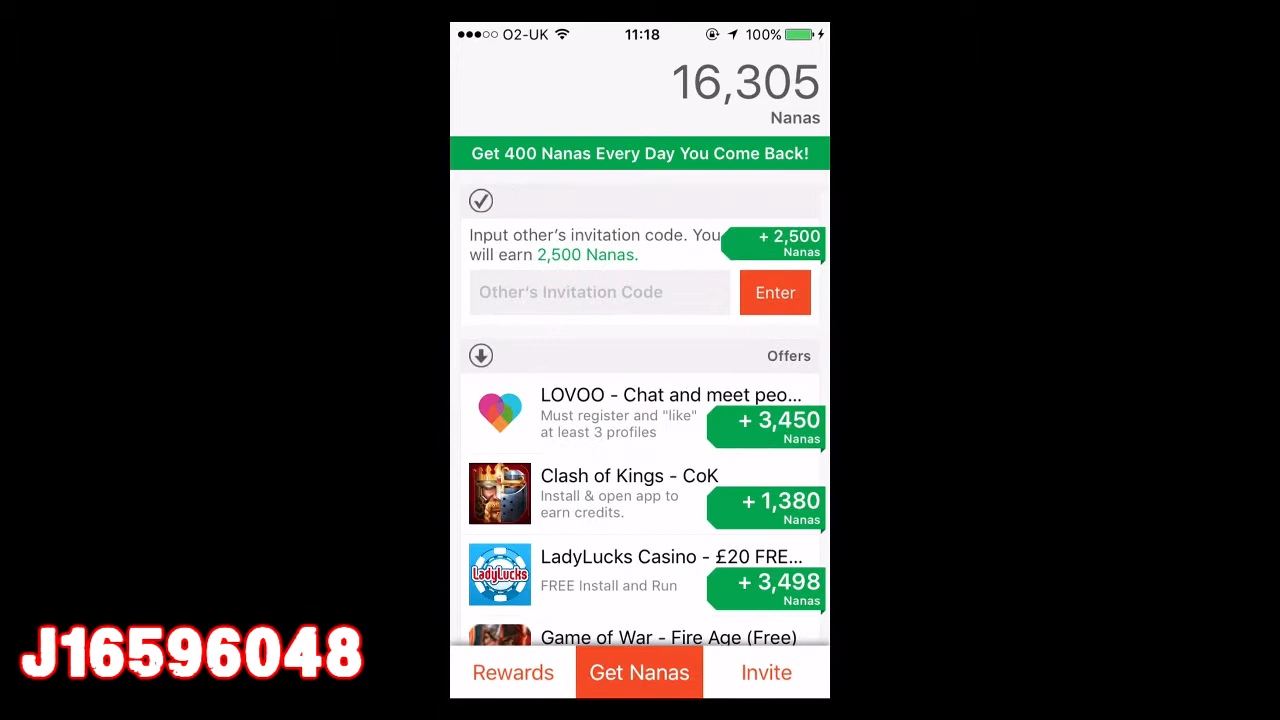 O2-UK 11:18 100%
16,305
Nanas
Get 400 Nanas Every Day You Come Back!
Input other's invitation code. You
will earn 2,500 Nanas.
+ 2,500
Nanas
Other's Invitation Code
Enter
Offers
LOVOO - Chat and meet peo...
Must register and "like"
at least 3 profiles
+ 3,450
Nanas
Clash of Kings - CoK
Install & open app to
earn credits.
+ 1,380
Nanas
LadyLucks
LadyLucks Casino - £20 FRE...
FREE Install and Run
+ 3,498
Nanas
Game of War - Fire Age (Free)
Rewards
Get Nanas
Invite
J16596048